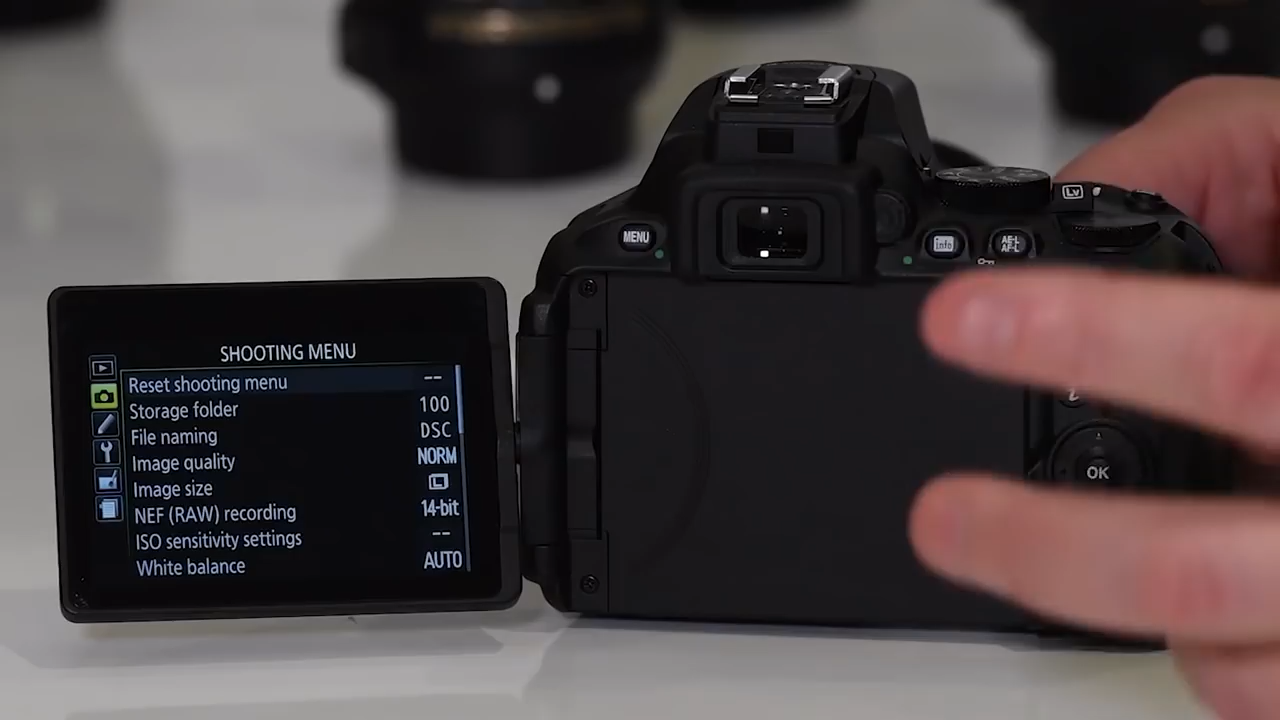 Lv
MENU
info
AE-L
AF-L
SHOOTING MENU
Reset shooting menu --
Storage folder 100
File naming DSC
Image quality NORM
Image size L
NEF (RAW) recording 14-bit
ISO sensitivity settings --
White balance AUTO
i
OK